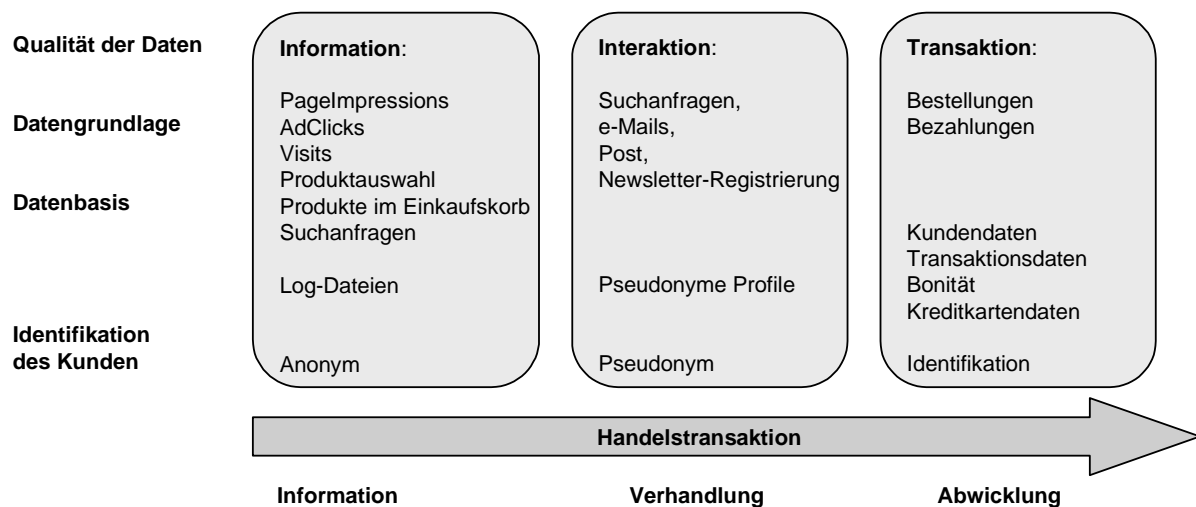 Qualität der Daten
Datengrundlage
Datenbasis
Identifikation
des Kunden
Information:
PageImpressions
AdClicks
Visits
Produktauswahl
Produkte im Einkaufskorb
Suchanfragen
Log-Dateien
Anonym
Interaktion:
Suchanfragen,
e-Mails,
Post,
Newsletter-Registrierung
Pseudonyme Profile
Pseudonym
Transaktion:
Bestellungen
Bezahlungen
Kundendaten
Transaktionsdaten
Bonität
Kreditkartendaten
Identifikation
Handelstransaktion
Information
Verhandlung
Abwicklung